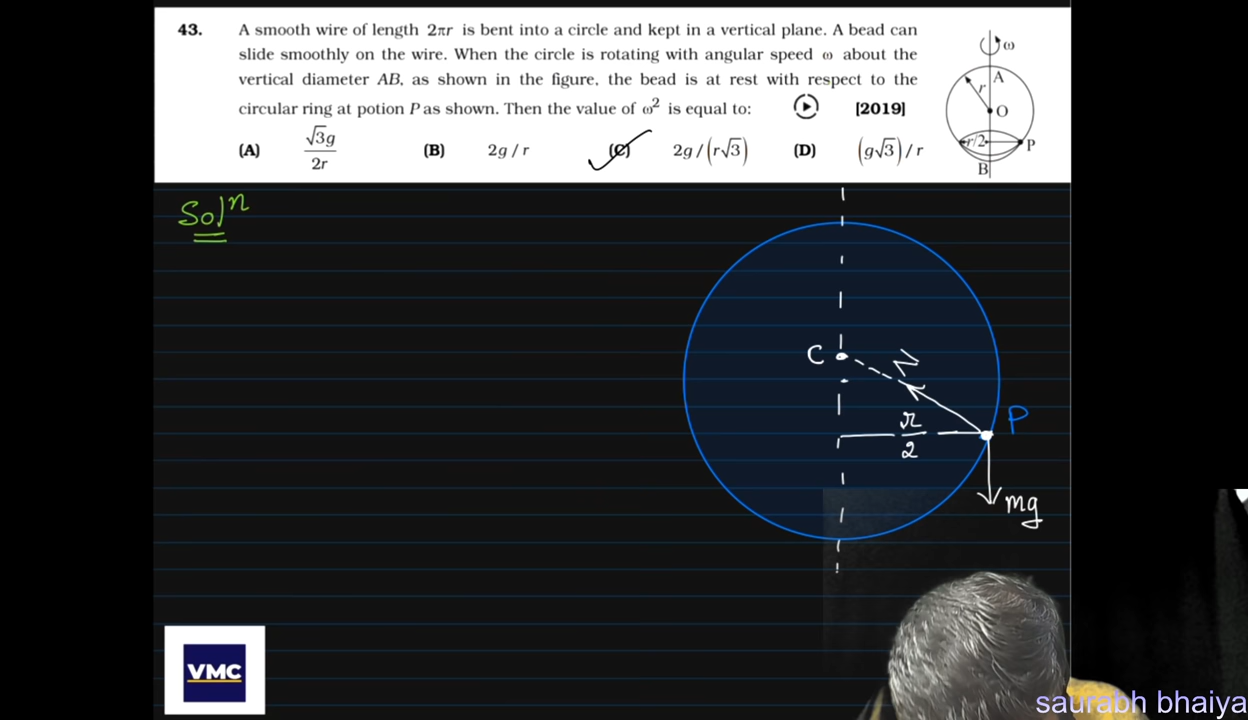 43. A smooth wire of length 2πr is bent into a circle and kept in a vertical plane. A bead can
slide smoothly on the wire. When the circle is rotating with angular speed ω about the
vertical diameter AB, as shown in the figure, the bead is at rest with respect to the
circular ring at potion P as shown. Then the value of ω² is equal to: [2019]
(A) √3g/2r (B) 2g / r (C) 2g / (r√3) (D) (g√3) / r
ω
A
r
O
r/2
P
B
Solⁿ
C
N
P
r/2
mg
VMC
saurabh bhaiya